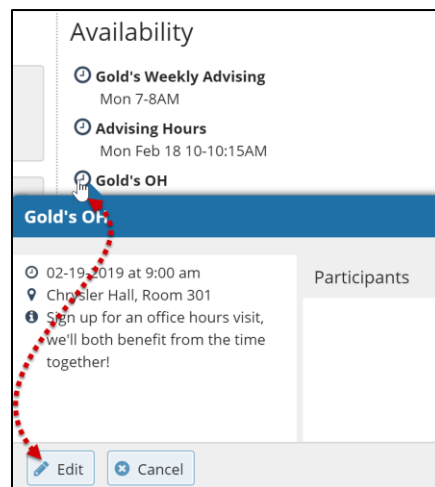 Availability
Gold's Weekly Advising
Mon 7-8AM
Advising Hours
Mon Feb 18 10-10:15AM
Gold's OH
Gold's OH
02-19-2019 at 9:00 am
Chrysler Hall, Room 301
Sign up for an office hours visit,
we'll both benefit from the time
together!
Participants
Edit
Cancel